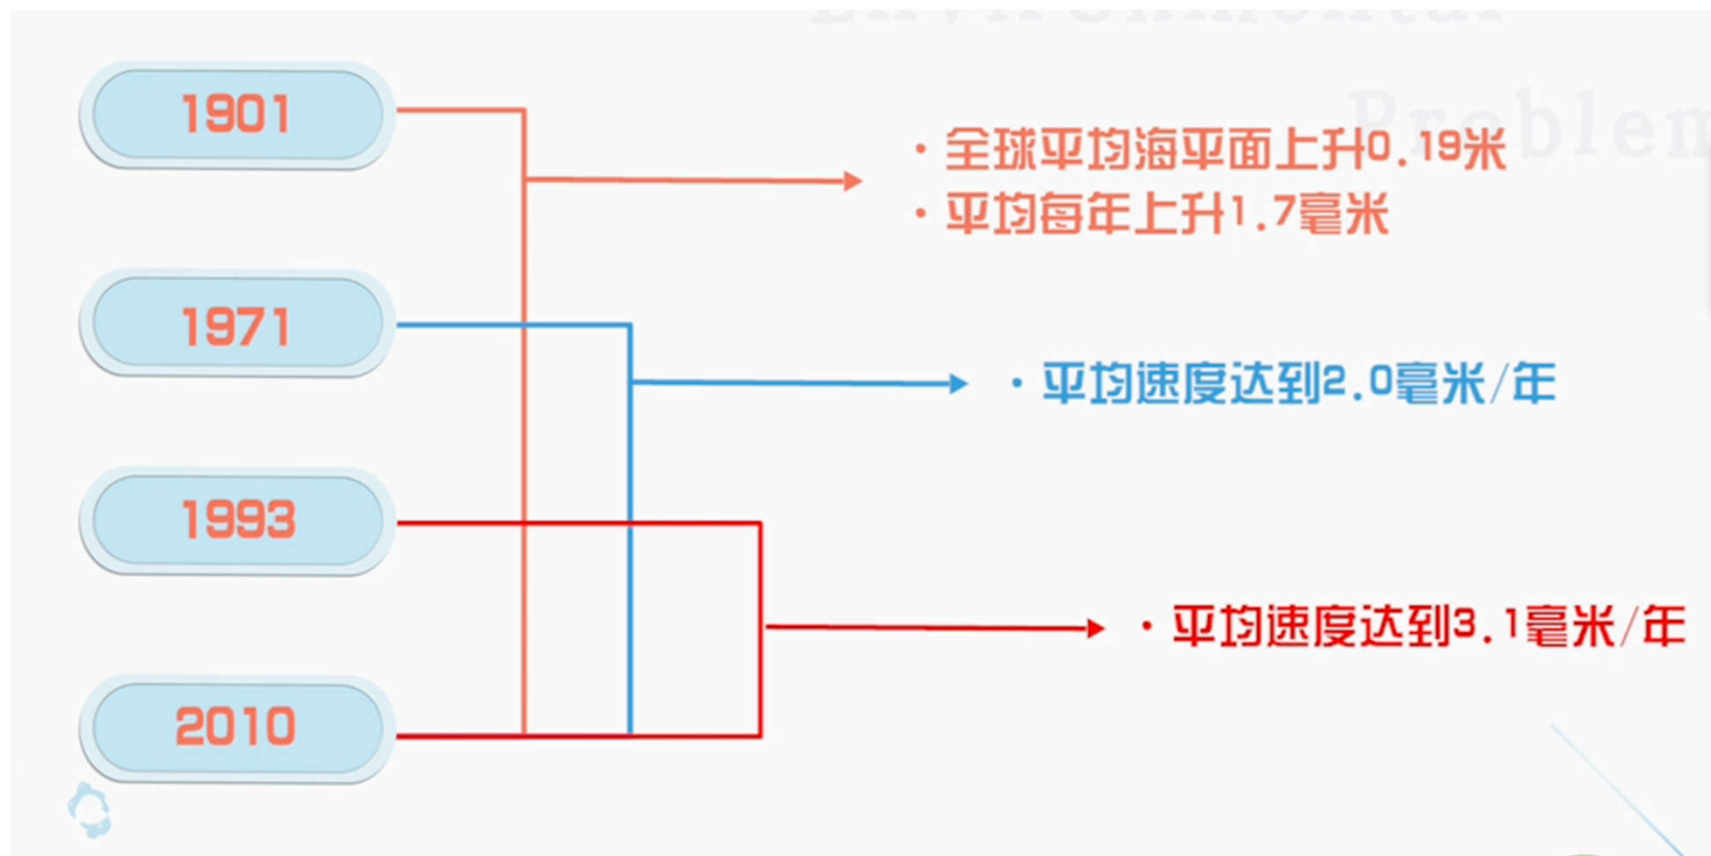 Environmental
Problem
1901
· 全球平均海平面上升0.19米
· 平均每年上升1.7毫米
1971
· 平均速度达到2.0毫米/年
1993
· 平均速度达到3.1毫米/年
2010